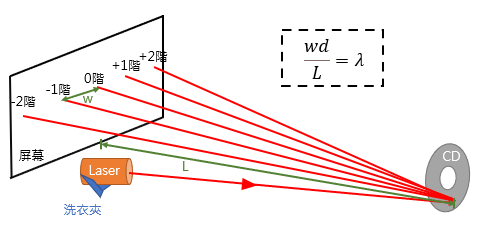 +2階
+1階
0階
-1階
-2階
w
屏幕
wd/L = λ
L
CD
Laser
洗衣夾